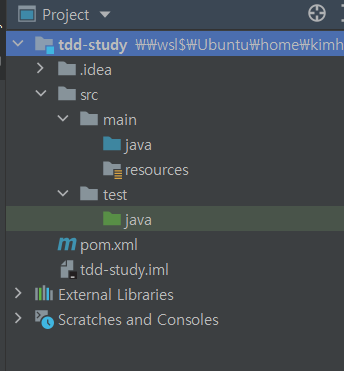 Project
tdd-study ₩₩wsl$₩Ubuntu₩home₩kimh
.idea
src
main
java
resources
test
java
m pom.xml
tdd-study.iml
External Libraries
Scratches and Consoles